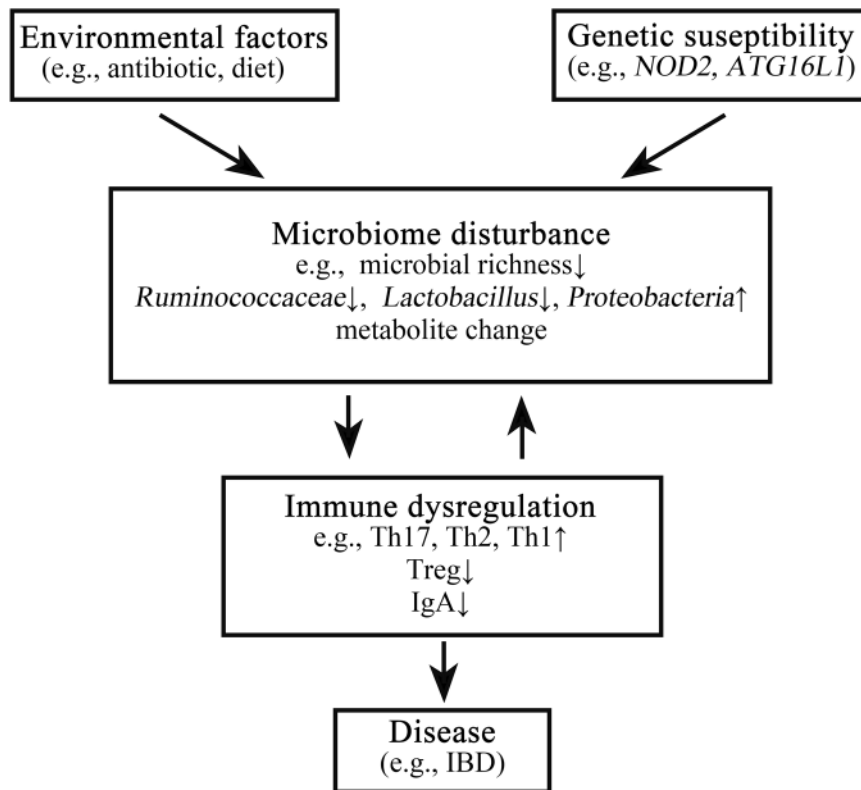 Environmental factors
(e.g., antibiotic, diet)
Genetic suseptibility
(e.g., NOD2, ATG16L1)
Microbiome disturbance
e.g., microbial richness↓
Ruminococcaceae↓, Lactobacillus↓, Proteobacteria↑
metabolite change
Immune dysregulation
e.g., Th17, Th2, Th1↑
Treg↓
IgA↓
Disease
(e.g., IBD)